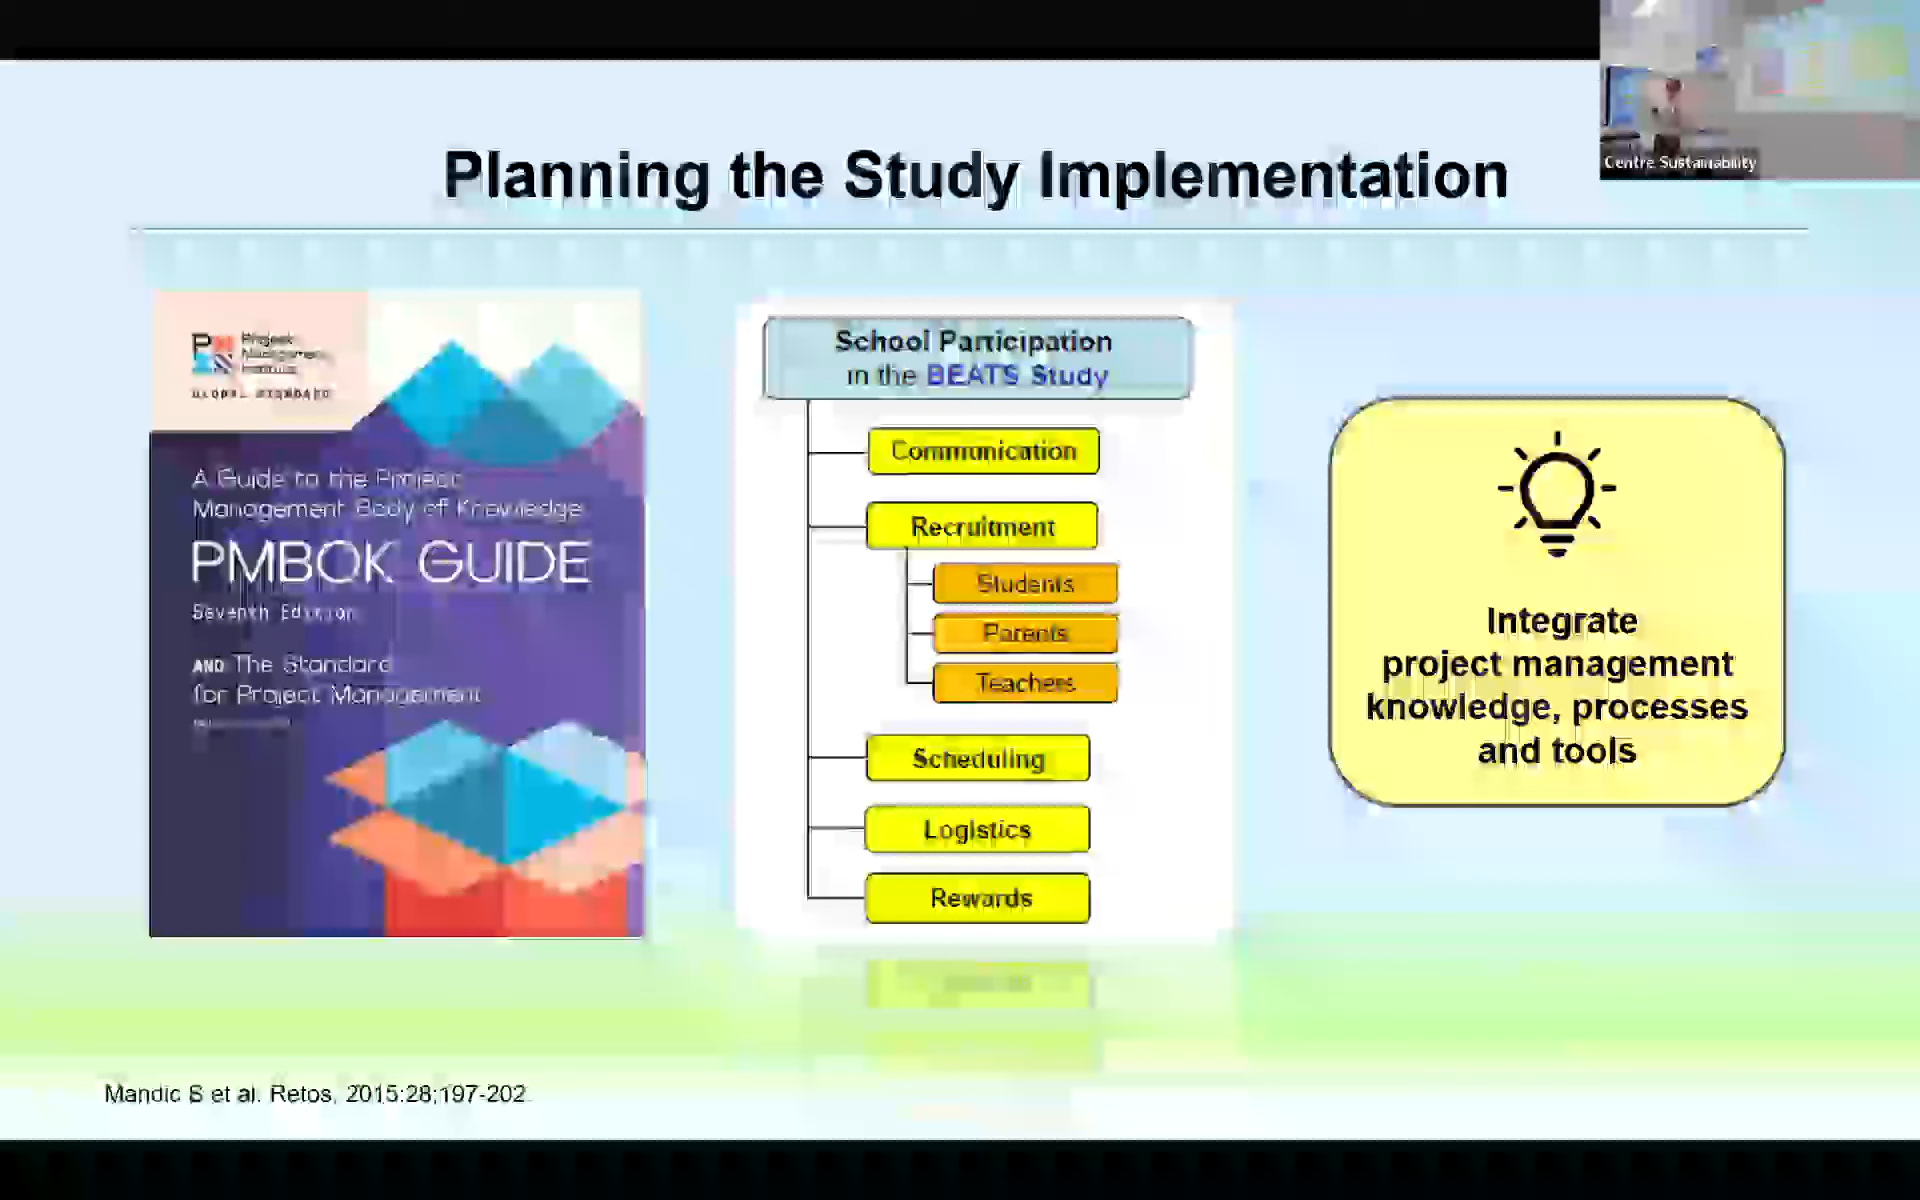 Centre Sustainability
Planning the Study Implementation
Project
Management
Institute
GLOBAL STANDARD
A Guide to the Project
Management Body of Knowledge
PMBOK GUIDE
Seventh Edition
AND The Standard
for Project Management
School Participation
in the BEATS Study
Communication
Recruitment
Students
Parents
Teachers
Scheduling
Logistics
Rewards
Integrate
project management
knowledge, processes
and tools
Mandic S et al. Retos, 2015:28;197-202